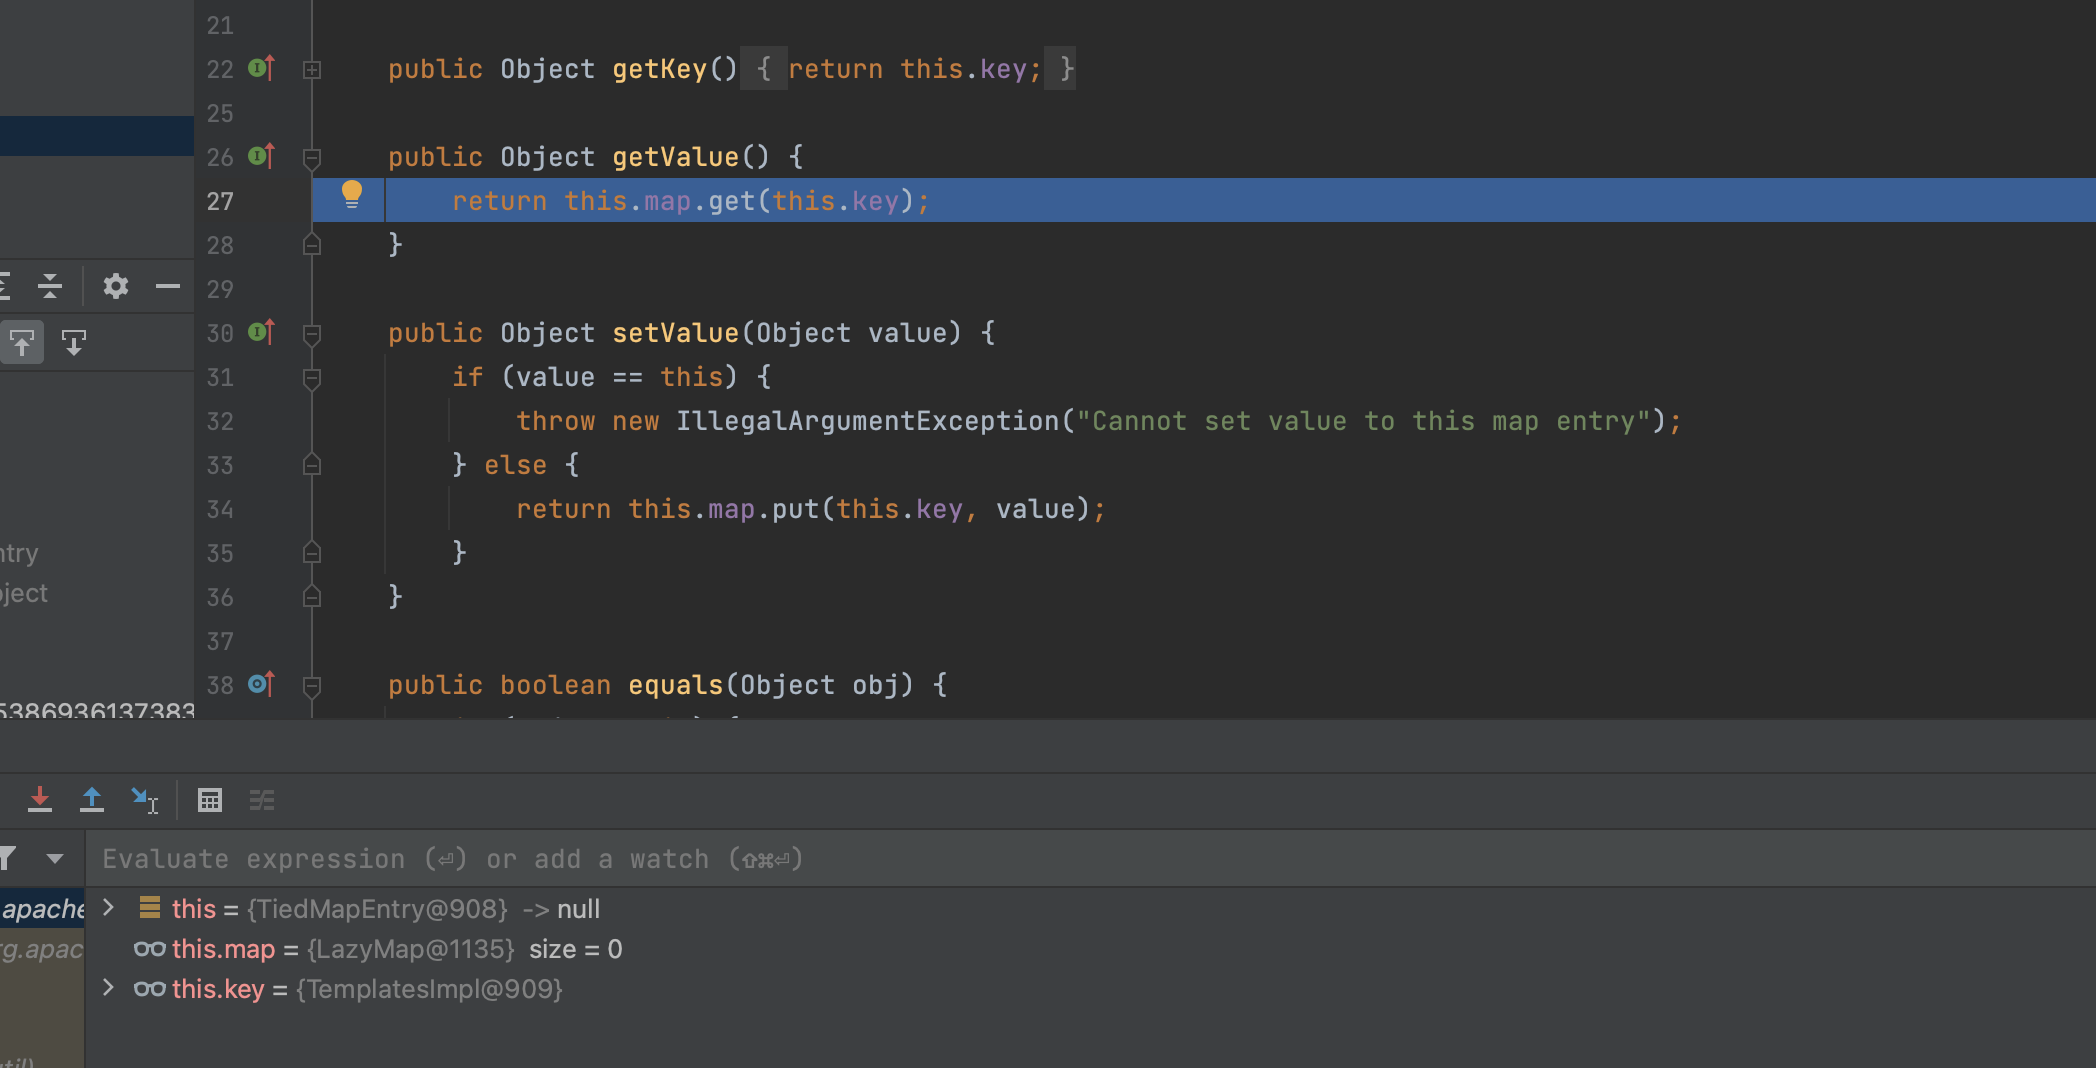 21
22 public Object getKey() { return this.key; }
25
26 public Object getValue() {
27 return this.map.get(this.key);
28 }
29
30 public Object setValue(Object value) {
31 if (value == this) {
32 throw new IllegalArgumentException("Cannot set value to this map entry");
33 } else {
34 return this.map.put(this.key, value);
35 }
36 }
37
38 public boolean equals(Object obj) {
ntry
oject
5386936137383
Evaluate expression (⏎) or add a watch (⇧⌘⏎)
apache
rg.apac
this = {TiedMapEntry@908} -> null
this.map = {LazyMap@1135} size = 0
this.key = {TemplatesImpl@909}